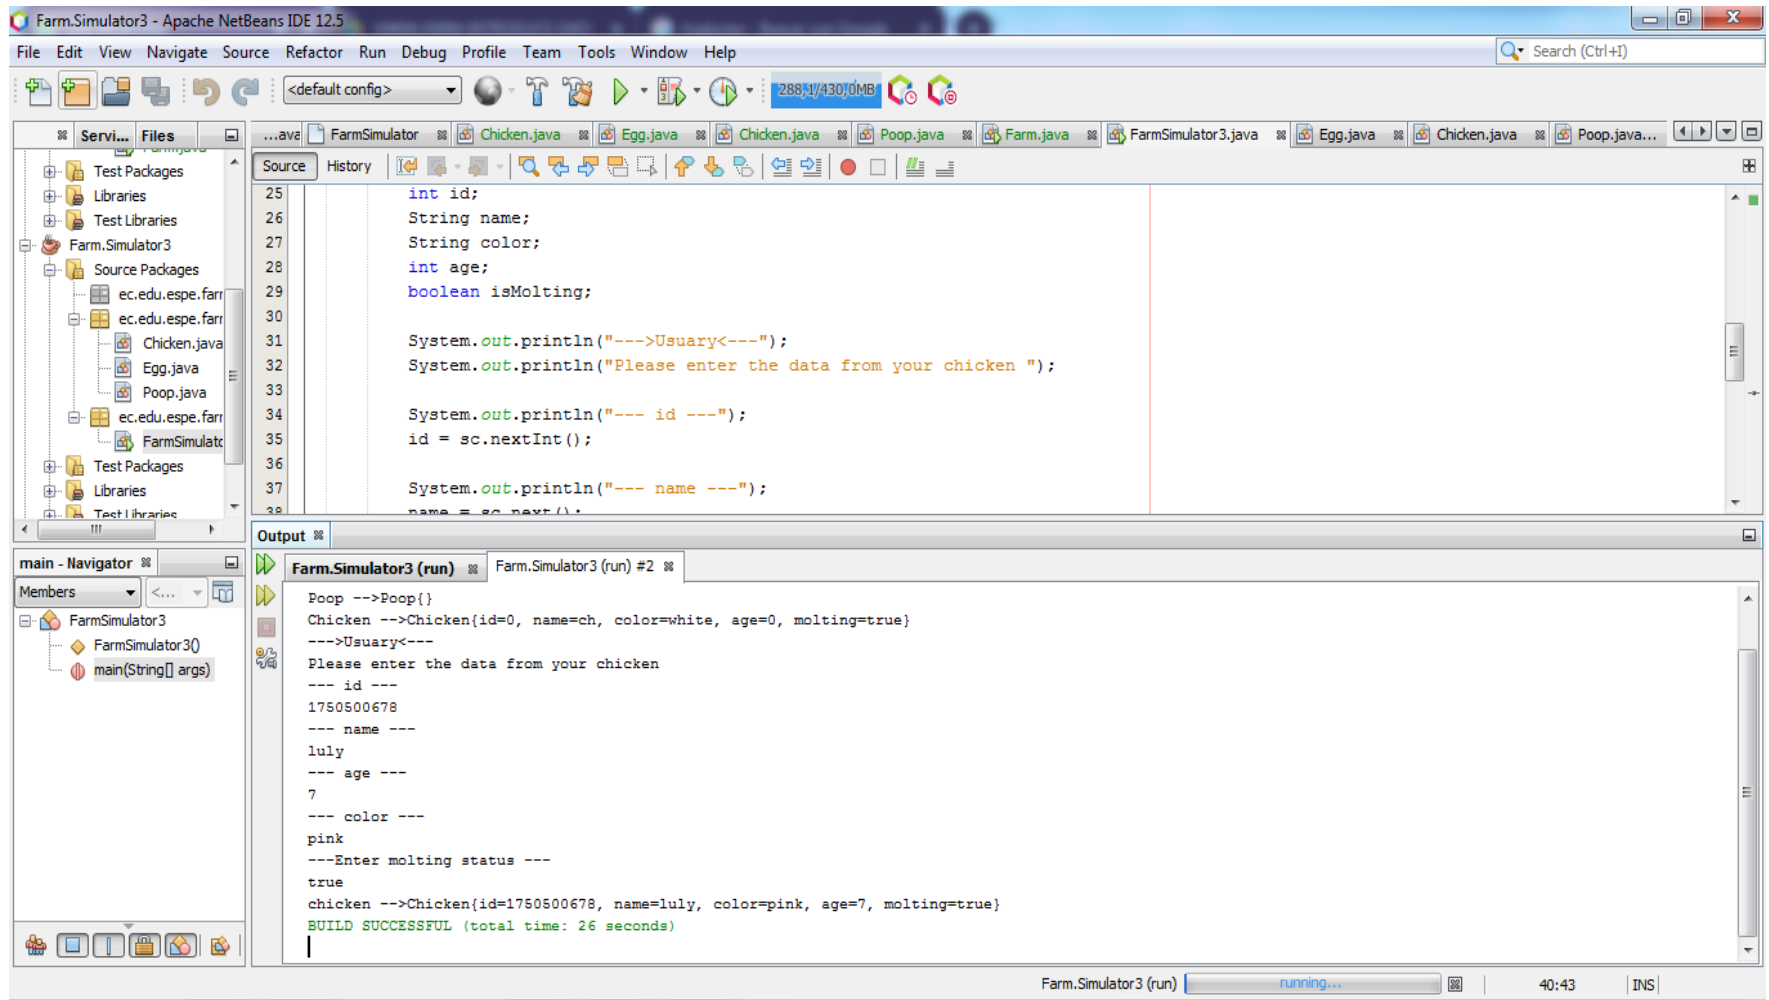 Farm.Simulator3 - Apache NetBeans IDE 12.5
File Edit View Navigate Source Refactor Run Debug Profile Team Tools Window Help
Search (Ctrl+I)
<default config>
288,1/430,0MB
Servi... Files
...ava FarmSimulator Chicken.java Egg.java Chicken.java Poop.java Farm.java FarmSimulator3.java Egg.java Chicken.java Poop.java...
Source History
Farm.java
Test Packages
Libraries
Test Libraries
Farm.Simulator3
Source Packages
ec.edu.espe.farr
ec.edu.espe.farr
Chicken.java
Egg.java
Poop.java
ec.edu.espe.farr
FarmSimulatc
Test Packages
Libraries
Test Libraries
25 int id;
26 String name;
27 String color;
28 int age;
29 boolean isMolting;
30
31 System.out.println("--->Usuary<---");
32 System.out.println("Please enter the data from your chicken ");
33
34 System.out.println("--- id ---");
35 id = sc.nextInt();
36
37 System.out.println("--- name ---");
38 name = sc.next();
main - Navigator
Members <...
FarmSimulator3
FarmSimulator3()
main(String[] args)
Output
Farm.Simulator3 (run) Farm.Simulator3 (run) #2
Poop -->Poop{}
Chicken -->Chicken{id=0, name=ch, color=white, age=0, molting=true}
--->Usuary<---
Please enter the data from your chicken
--- id ---
1750500678
--- name ---
luly
--- age ---
7
--- color ---
pink
---Enter molting status ---
true
chicken -->Chicken{id=1750500678, name=luly, color=pink, age=7, molting=true}
BUILD SUCCESSFUL (total time: 26 seconds)
Farm.Simulator3 (run) running... 40:43 INS